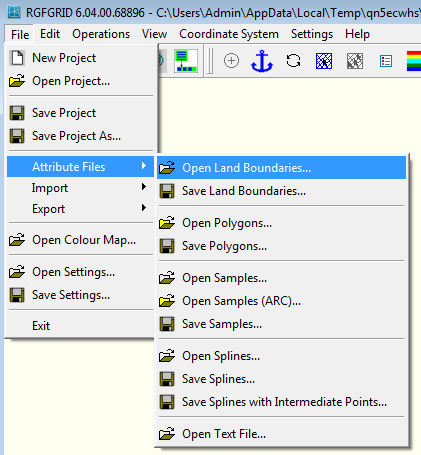 RGFGRID 6.04.00.68896 - C:\Users\Admin\AppData\Local\Temp\qn5ecwhs\
File Edit Operations View Coordinate System Settings Help
New Project
Open Project...
Save Project
Save Project As...
Attribute Files
Import
Export
Open Colour Map...
Open Settings...
Save Settings...
Exit
Open Land Boundaries...
Save Land Boundaries...
Open Polygons...
Save Polygons...
Open Samples...
Open Samples (ARC)...
Save Samples...
Open Splines...
Save Splines...
Save Splines with Intermediate Points...
Open Text File...